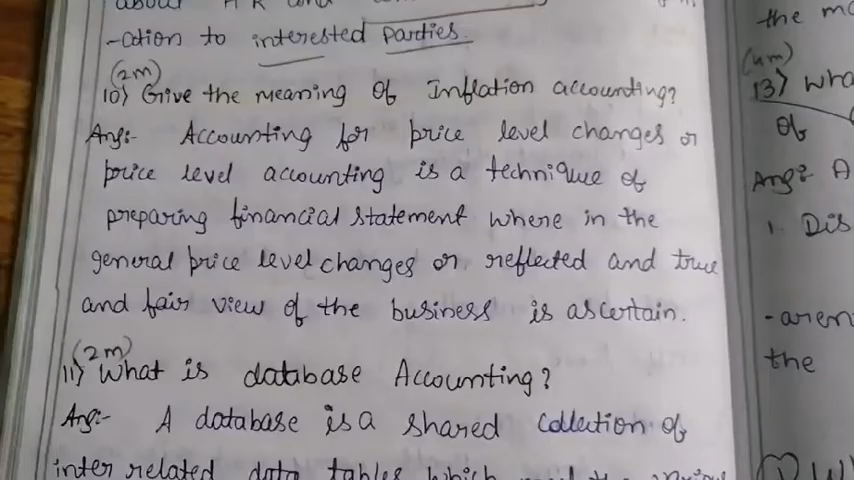 -ation to interested parties.
(2m)
10) Give the meaning of Inflation accounting?
Ans:- Accounting for price level changes or
price level accounting is a technique of
preparing financial statement where in the
general price level changes or reflected and true
and fair view of the business is ascertain.
(2m)
11) What is database Accounting?
Ans:- A database is a shared collection of
inter related data tables which
the
(4m)
13) wha
of
Ans: A
1. Dis
-aren
the